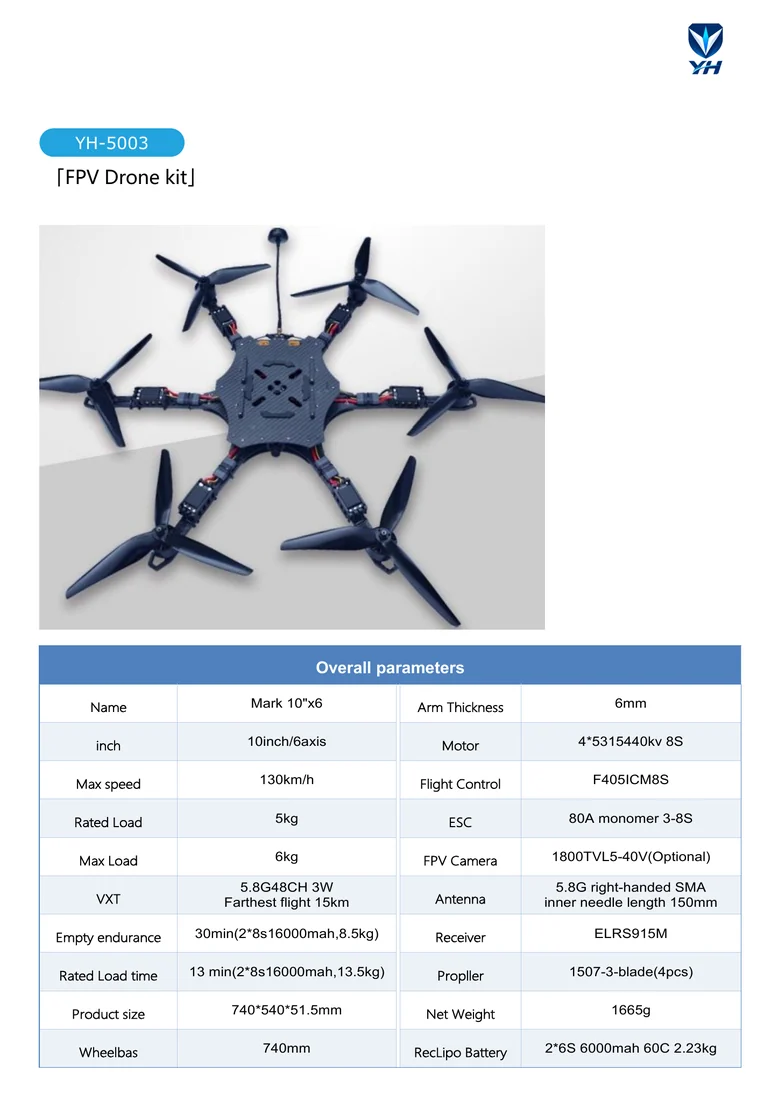 YH
YH-5003
「FPV Drone kit」
Overall parameters
Name Mark 10"x6 Arm Thickness 6mm
inch 10inch/6axis Motor 4*5315440kv 8S
Max speed 130km/h Flight Control F405ICM8S
Rated Load 5kg ESC 80A monomer 3-8S
Max Load 6kg FPV Camera 1800TVL5-40V(Optional)
VXT 5.8G48CH 3W Antenna 5.8G right-handed SMA
Farthest flight 15km inner needle length 150mm
Empty endurance 30min(2*8s16000mah,8.5kg) Receiver ELRS915M
Rated Load time 13 min(2*8s16000mah,13.5kg) Propller 1507-3-blade(4pcs)
Product size 740*540*51.5mm Net Weight 1665g
Wheelbas 740mm RecLipo Battery 2*6S 6000mah 60C 2.23kg